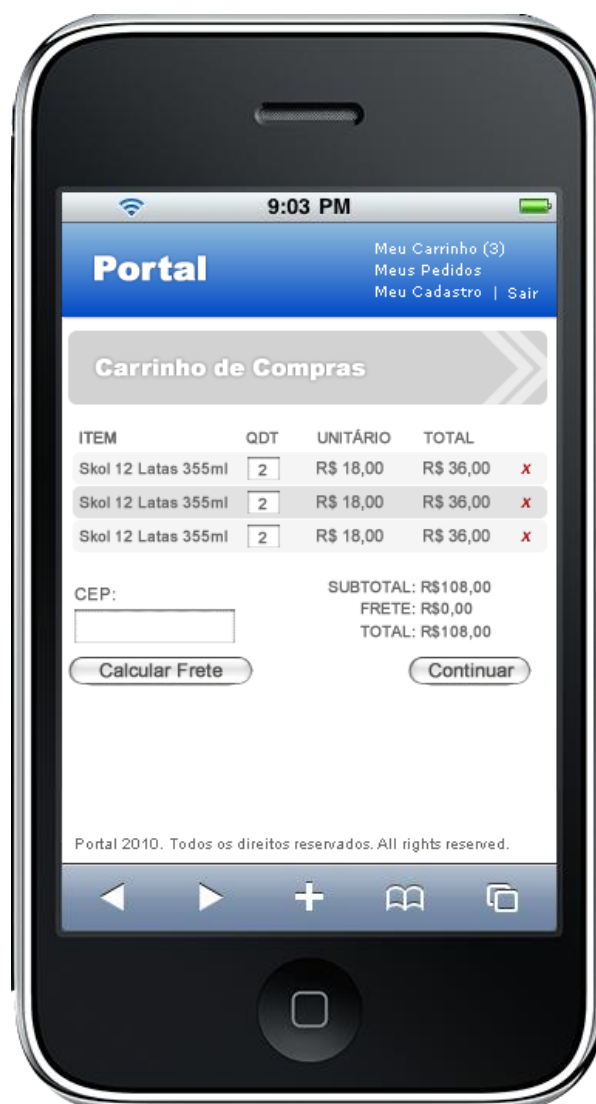 9:03 PM
Portal
Meu Carrinho (3)
Meus Pedidos
Meu Cadastro | Sair
Carrinho de Compras
ITEM QDT UNITÁRIO TOTAL
Skol 12 Latas 355ml 2 R$ 18,00 R$ 36,00 x
Skol 12 Latas 355ml 2 R$ 18,00 R$ 36,00 x
Skol 12 Latas 355ml 2 R$ 18,00 R$ 36,00 x
CEP:
SUBTOTAL: R$108,00
FRETE: R$0,00
TOTAL: R$108,00
Calcular Frete
Continuar
Portal 2010. Todos os direitos reservados. All rights reserved.